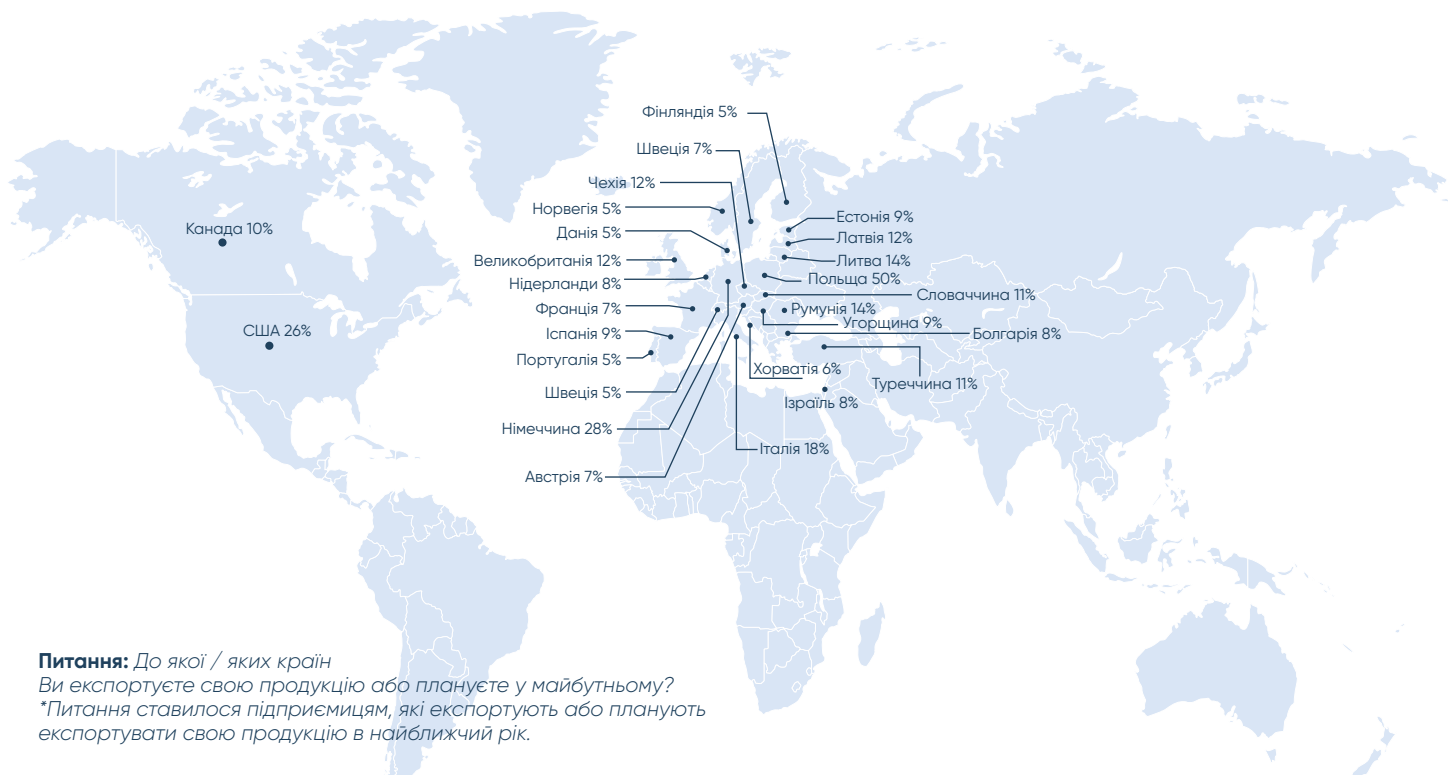 Фінляндія 5%
Швеція 7%
Чехія 12%
Норвегія 5%
Данія 5%
Великобританія 12%
Нідерланди 8%
Франція 7%
Іспанія 9%
Португалія 5%
Швеція 5%
Німеччина 28%
Австрія 7%
Канада 10%
США 26%
Естонія 9%
Латвія 12%
Литва 14%
Польща 50%
Словаччина 11%
Румунія 14%
Угорщина 9%
Болгарія 8%
Хорватія 6%
Туреччина 11%
Ізраїль 8%
Італія 18%
Питання: До якої / яких країн
Ви експортуєте свою продукцію або плануєте у майбутньому?
*Питання ставилося підприємицям, які експортують або планують
експортувати свою продукцію в найближчий рік.